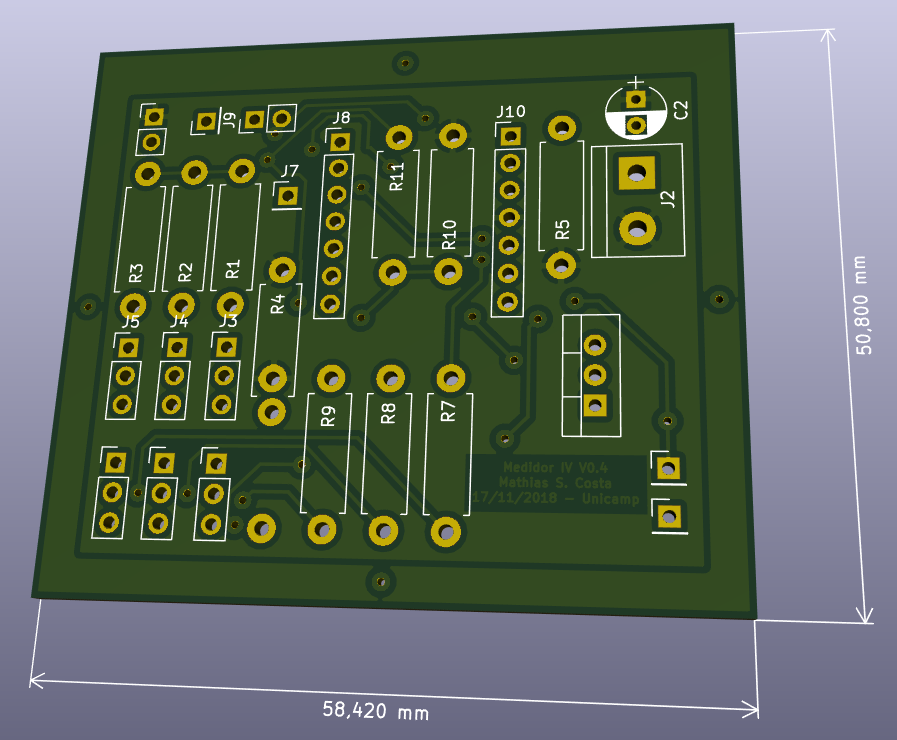 J9
J8
J10
C2
J7
R11
R10
R5
J2
R3
R2
R1
R4
J5
J4
J3
R9
R8
R7
Medidor IV V0.4
Mathias S. Costa
17/11/2018 – Unicamp
50,800 mm
58,420 mm